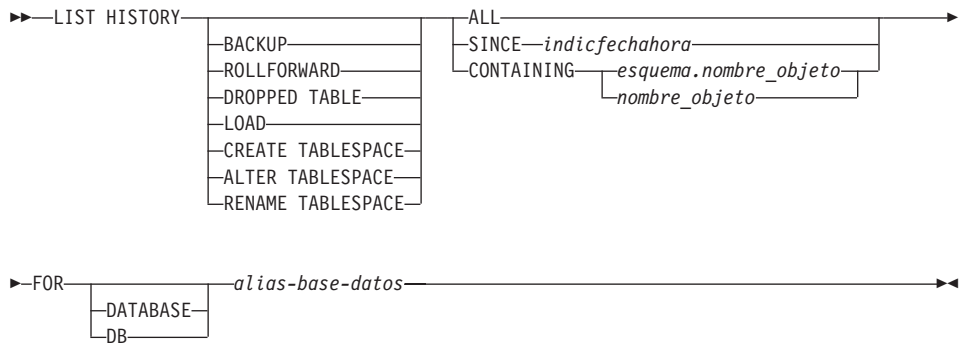 LIST HISTORY ALL
BACKUP SINCE indicfechahora
ROLLFORWARD CONTAINING esquema.nombre_objeto
DROPPED TABLE nombre_objeto
LOAD
CREATE TABLESPACE
ALTER TABLESPACE
RENAME TABLESPACE
FOR alias-base-datos
DATABASE
DB